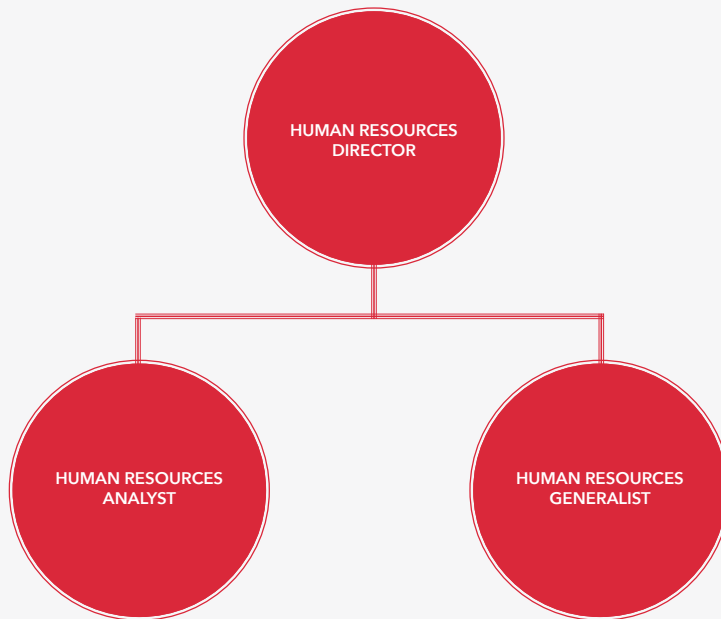 HUMAN RESOURCES
DIRECTOR
HUMAN RESOURCES
ANALYST
HUMAN RESOURCES
GENERALIST